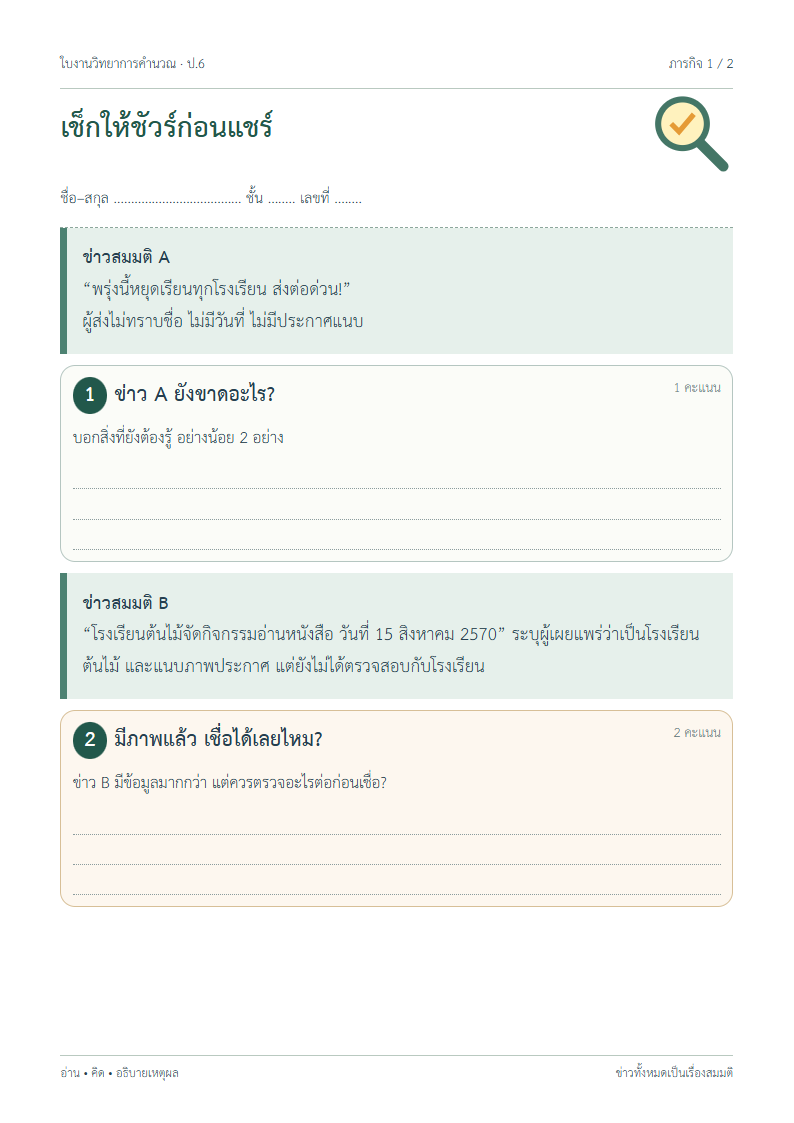 ใบงานวิทยาการคำนวณ · ป.6
ภารกิจ 1 / 2
เช็กให้ชัวร์ก่อนแชร์
ชื่อ–สกุล ..................................... ชั้น ........ เลขที่ ........
ข่าวสมมติ A
“พรุ่งนี้หยุดเรียนทุกโรงเรียน ส่งต่อด่วน!”
ผู้ส่งไม่ทราบชื่อ ไม่มีวันที่ ไม่มีประกาศแนบ
1 ข่าว A ยังขาดอะไร?
1 คะแนน
บอกสิ่งที่ยังต้องรู้ อย่างน้อย 2 อย่าง
ข่าวสมมติ B
“โรงเรียนต้นไม้จัดกิจกรรมอ่านหนังสือ วันที่ 15 สิงหาคม 2570” ระบุผู้เผยแพร่ว่าเป็นโรงเรียน
ต้นไม้ และแนบภาพประกาศ แต่ยังไม่ได้ตรวจสอบกับโรงเรียน
2 มีภาพแล้ว เชื่อได้เลยไหม?
2 คะแนน
ข่าว B มีข้อมูลมากกว่า แต่ควรตรวจอะไรต่อก่อนเชื่อ?
อ่าน • คิด • อธิบายเหตุผล
ข่าวทั้งหมดเป็นเรื่องสมมติ